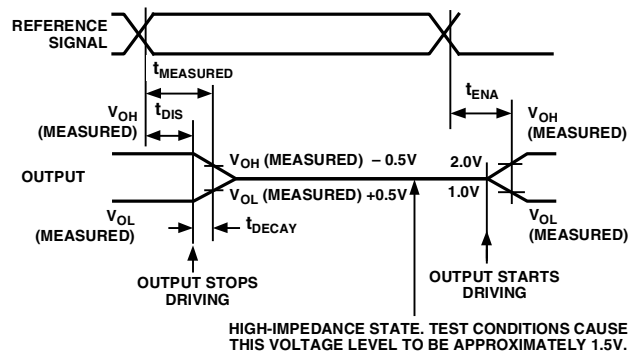 REFERENCE
SIGNAL
tMEASURED
tENA
VOH
(MEASURED)
tDIS
VOH
(MEASURED)
VOH (MEASURED) – 0.5V
2.0V
OUTPUT
VOL (MEASURED) +0.5V
1.0V
VOL
(MEASURED)
tDECAY
VOL
(MEASURED)
OUTPUT STOPS
DRIVING
OUTPUT STARTS
DRIVING
HIGH-IMPEDANCE STATE. TEST CONDITIONS CAUSE
THIS VOLTAGE LEVEL TO BE APPROXIMATELY 1.5V.